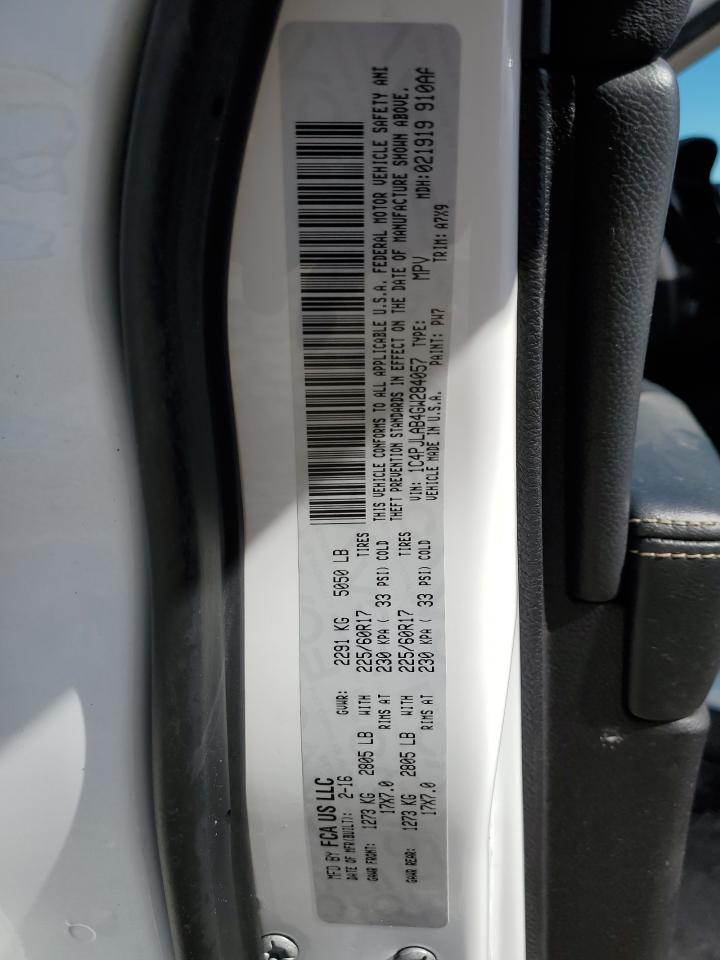 MFD BY FCA US LLC
DATE OF MFR(BUILT): 2-16 GVWR: 2291 KG 5050 LB
GAWR FRONT: 1273 KG 2805 LB WITH 225/60R17 TIRES
17X7.0 RIMS AT 230 KPA ( 33 PSI) COLD
GAWR REAR: 1273 KG 2805 LB WITH 225/60R17 TIRES
17X7.0 RIMS AT 230 KPA ( 33 PSI) COLD
THIS VEHICLE CONFORMS TO ALL APPLICABLE U.S.A. FEDERAL MOTOR VEHICLE SAFETY AND
THEFT PREVENTION STANDARDS IN EFFECT ON THE DATE OF MANUFACTURE SHOWN ABOVE.
VIN: 1C4PJLAB4GW284057 TYPE: MPV MDH:021919 910AF
VEHICLE MADE IN U.S.A. PAINT: PW7 TRIM: A7X9